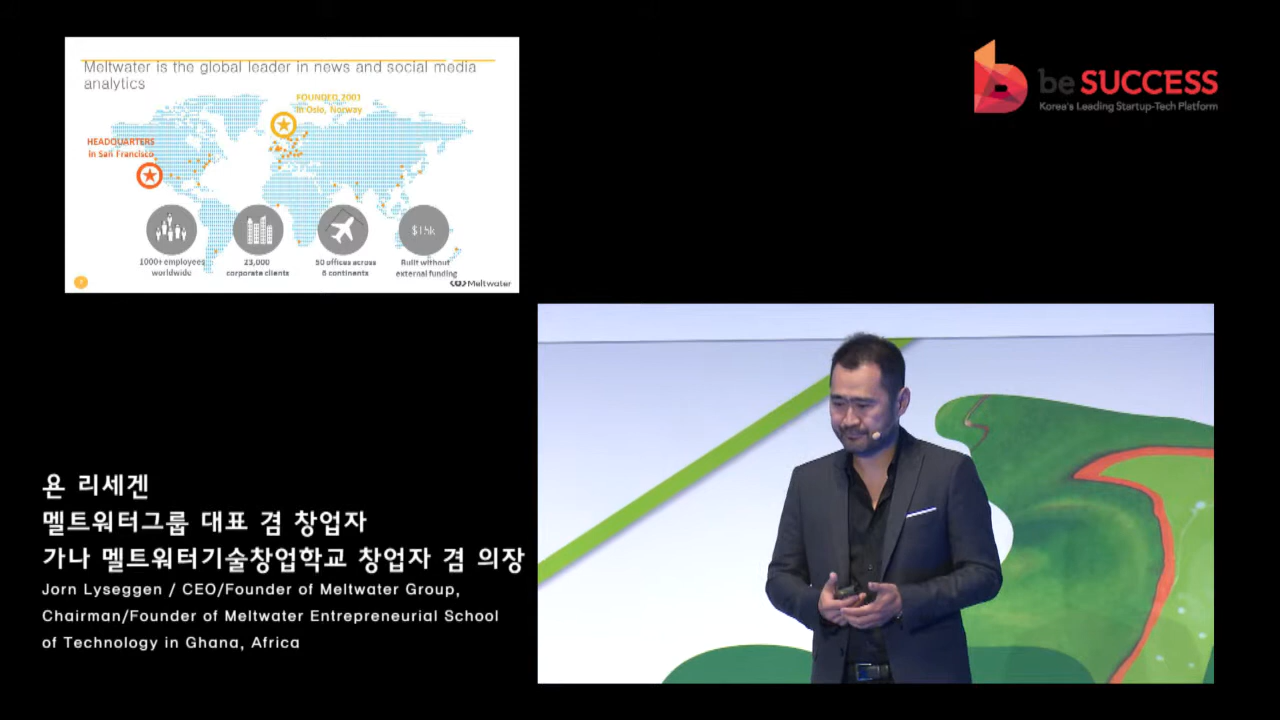 Meltwater is the global leader in news and social media
analytics
FOUNDED 2001
in Oslo, Norway
HEADQUARTERS
in San Francisco
$15k
1000+ employees
worldwide
23,000
corporate clients
50 offices across
6 continents
Built without
external funding
Meltwater
be SUCCESS
Korea's Leading Startup-Tech Platform
욘 리세겐
멜트워터그룹 대표 겸 창업자
가나 멜트워터기술창업학교 창업자 겸 의장
Jorn Lyseggen / CEO/Founder of Meltwater Group,
Chairman/Founder of Meltwater Entrepreneurial School
of Technology in Ghana, Africa